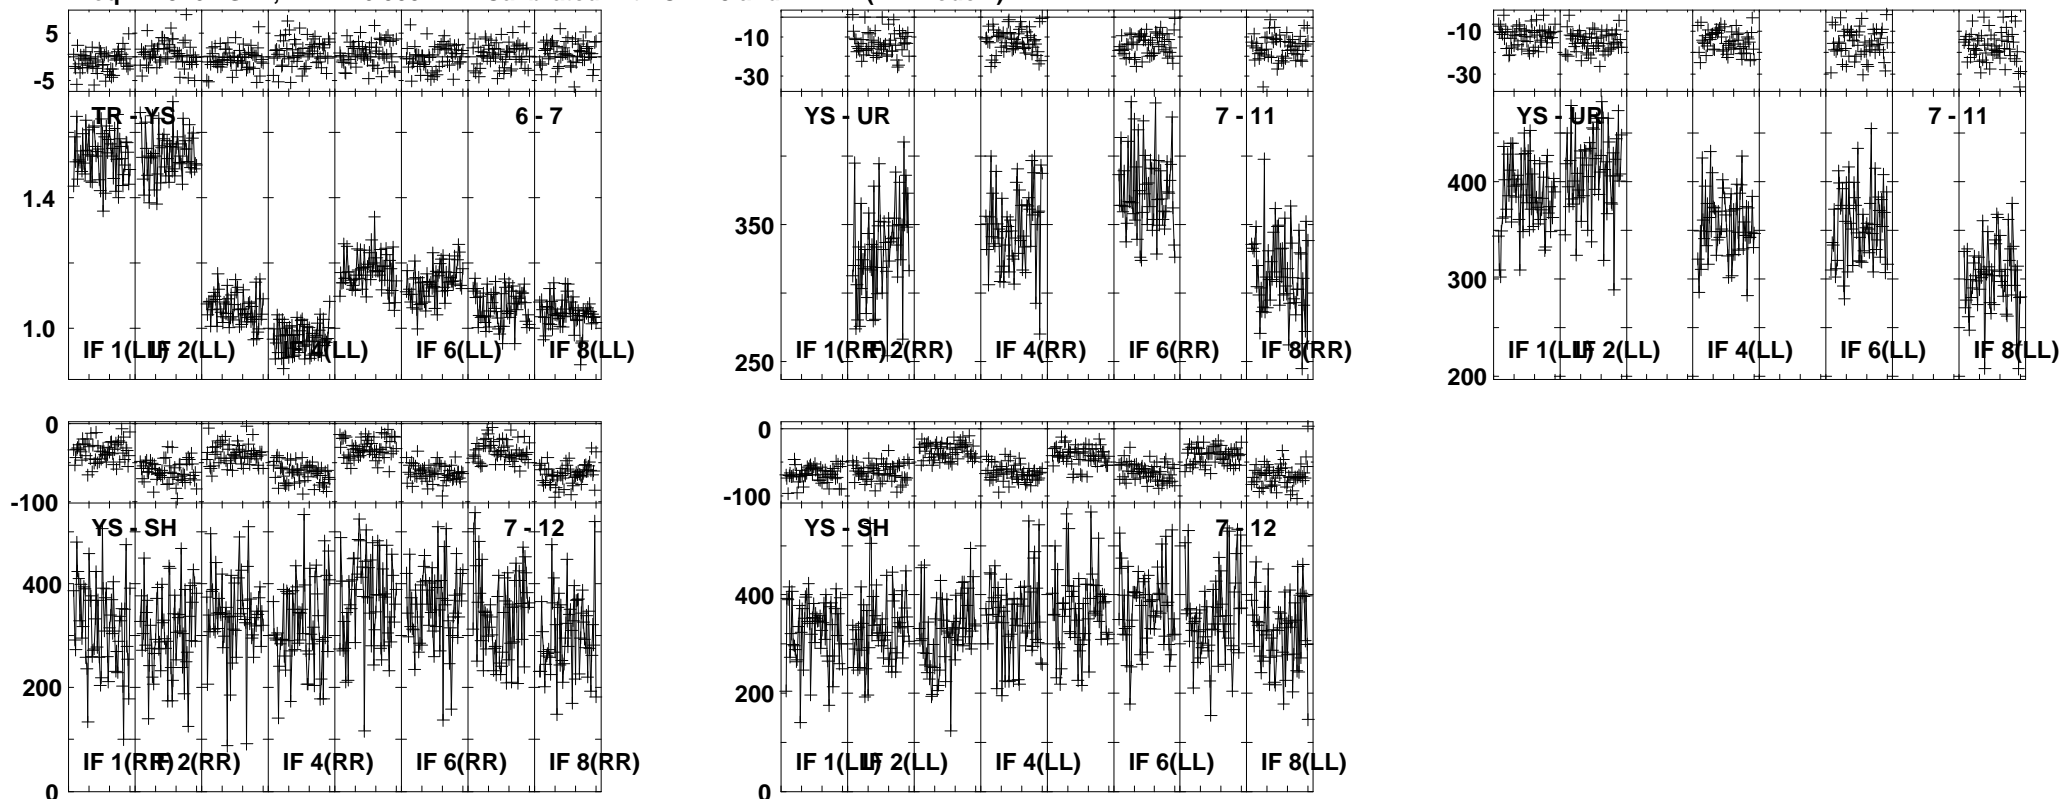 5
-5
TR - YS
6 - 7
1.4
1.0
IF 1(LL)
IF 2(LL)
IF 4(LL)
IF 6(LL)
IF 8(LL)
-10
-30
YS - UR
7 - 11
350
250
IF 1(RR)
IF 2(RR)
IF 4(RR)
IF 6(RR)
IF 8(RR)
-10
-30
YS - UR
7 - 11
400
300
200
IF 1(LL)
IF 2(LL)
IF 4(LL)
IF 6(LL)
IF 8(LL)
0
-100
YS - SH
7 - 12
400
200
0
IF 1(RR)
IF 2(RR)
IF 4(RR)
IF 6(RR)
IF 8(RR)
0
-100
YS - SH
7 - 12
400
200
0
IF 1(LL)
IF 2(LL)
IF 4(LL)
IF 6(LL)
IF 8(LL)